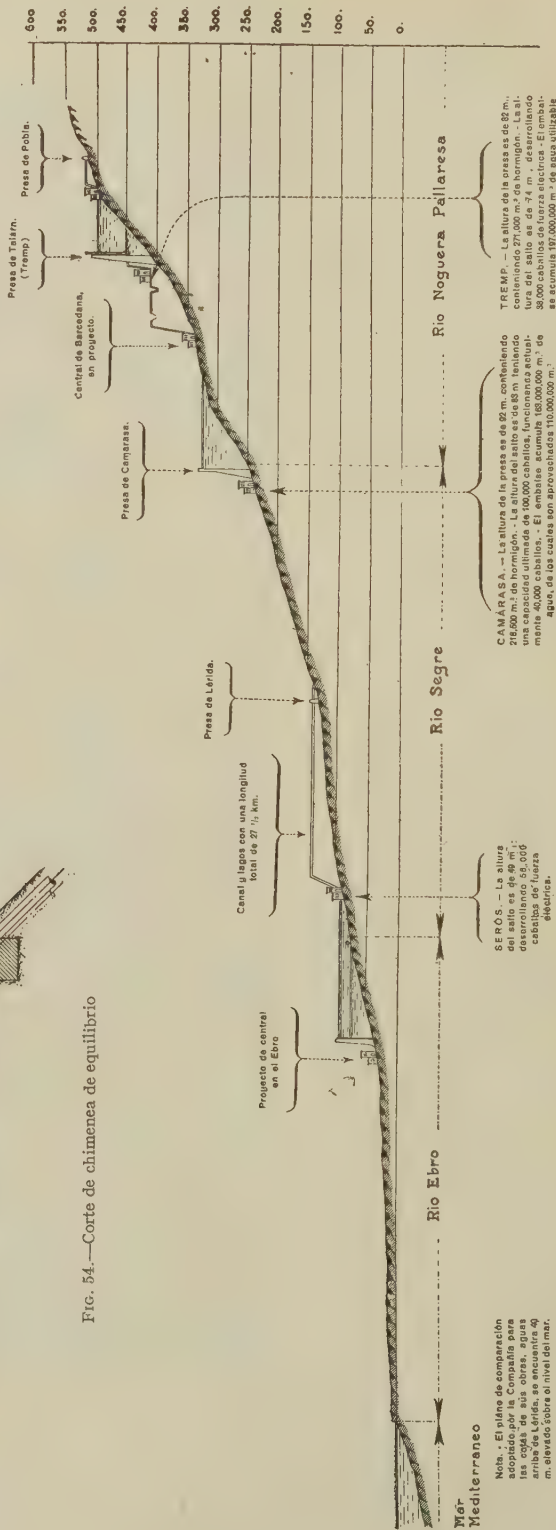 FIG. 54.—Corte de chimenea de equilibrio
600
550.
500.
450.
400.
350.
300.
250.
200.
150.
100.
50.
0.
Presa de Pobla.
Presa de Talarn.
(Tremp)
Central de Barcedana,
en proyecto.
Presa de Camarasa.
Presa de Lérida.
Canal y lagos con una longitud
total de 27 ½ km.
Proyecto de central
en el Ebro
Mar
Mediterraneo
Rio Ebro
Rio Segre
Rio Noguera Pallaresa
Nota. - El pláno de comparación
adoptado por la Compañía para
las cotas de sus obras, aguas
arriba de Lérida, se encuentra 40
m. elevado sobre el nivel del mar.
SERÓS. — La altura
del salto es de 49 m.;
desarrollando 58,000
caballos de fuerza
eléctrica.
CAMÁRASA. — La altura de la presa es de 92 m. conteniendo
218,500 m.³ de hormigón. - La altura del salto es de 83 m teniendo
una capacidad ultimada de 100,000 caballos, funcionando actual-
mente 40,000 caballos. - El embalse acumula 163,000,000 m.³ de
agua, de los cuales son aprovechados 110,000,000 m.³
TREMP. — La altura de la presa es de 82 m.,
conteniendo 271,000 m.³ de hormigón. - La al-
tura del salto es de 74 m , desarrollando
38,000 caballos de fuerza eléctrica - El embal-
se acumula 197,000,000 m³ de agua utilizable